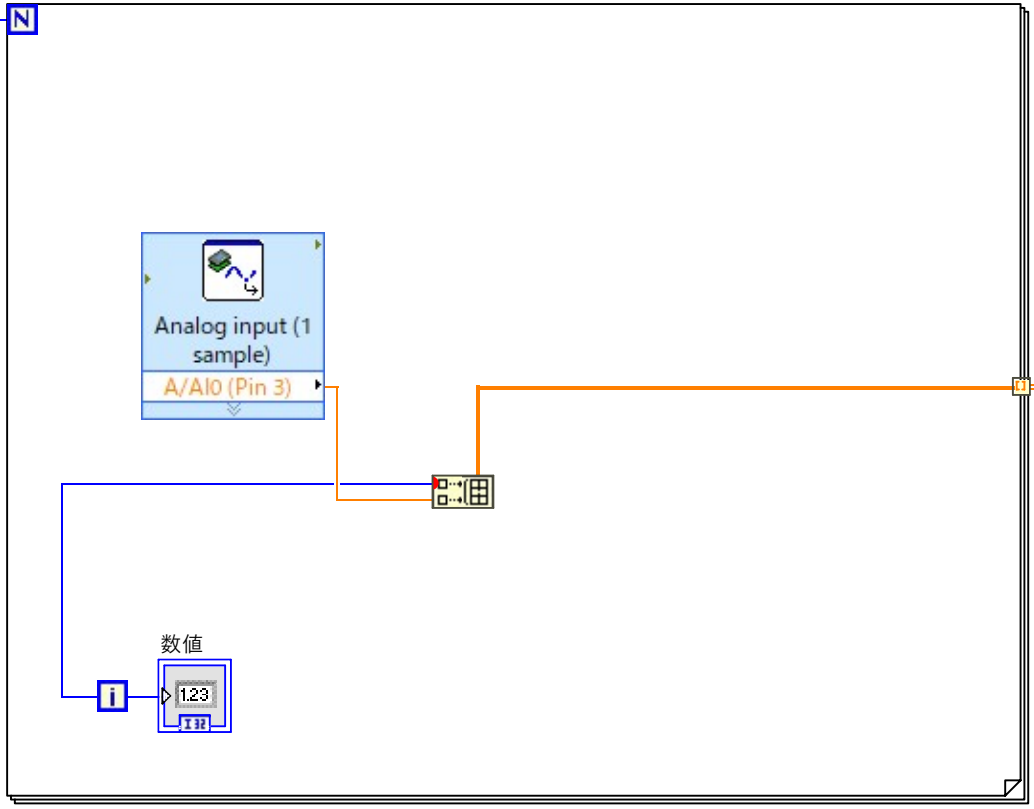 N
Analog input (1
sample)
A/AI0 (Pin 3)
数値
i
1.23
I32